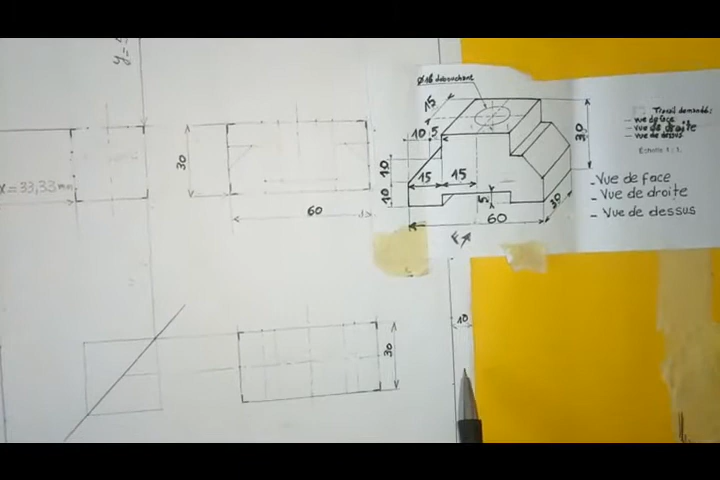 y=
x = 33,33 mm
30
60
30
10
Ø16 débouchant
15
10 5
10
10
15
15
5
60
30
30
Travail demandé:
- vue de face
- vue de droite
- vue de dessus
Echelle 1:1.
- Vue de face
- Vue de droite
- Vue de dessus